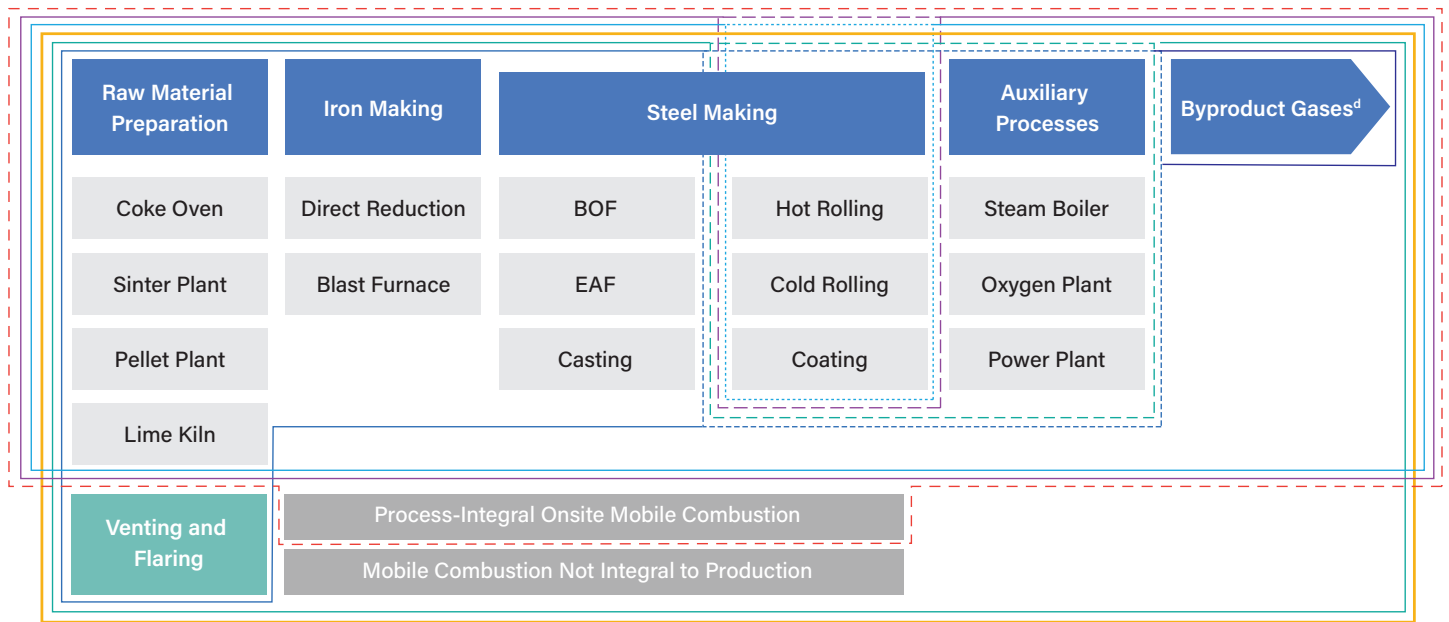 Raw Material
Preparation
Iron Making
Steel Making
Auxiliary
Processes
Byproduct Gasesᵈ
Coke Oven
Direct Reduction
BOF
Hot Rolling
Steam Boiler
Sinter Plant
Blast Furnace
EAF
Cold Rolling
Oxygen Plant
Pellet Plant
Casting
Coating
Power Plant
Lime Kiln
Venting and
Flaring
Process-Integral Onsite Mobile Combustion
Mobile Combustion Not Integral to Production